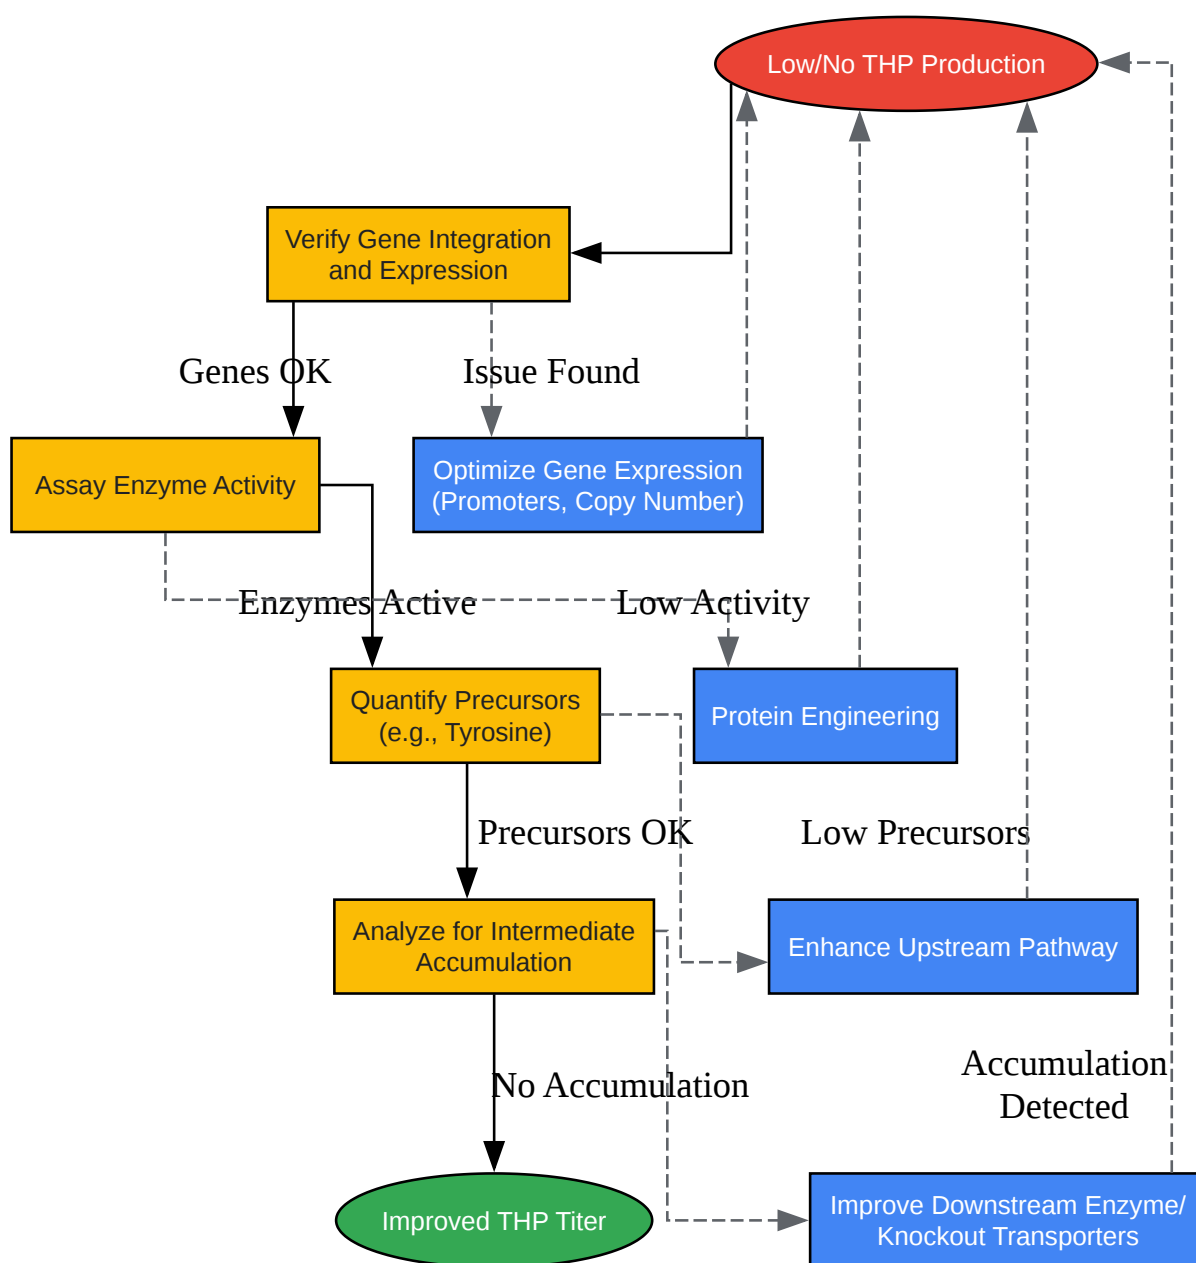 Low/No THP Production
Verify Gene Integration
and Expression
Genes OK
Issue Found
Assay Enzyme Activity
Optimize Gene Expression
(Promoters, Copy Number)
Enzymes Active
Low Activity
Quantify Precursors
(e.g., Tyrosine)
Protein Engineering
Precursors OK
Low Precursors
Analyze for Intermediate
Accumulation
Enhance Upstream Pathway
No Accumulation
Accumulation
Detected
Improved THP Titer
Improve Downstream Enzyme/
Knockout Transporters